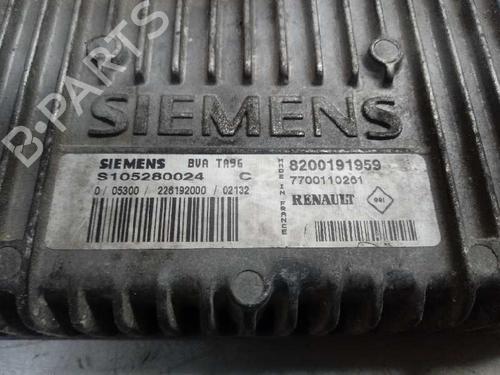 SIEMENS
SIEMENS BVA TA96
S105280024 C
0/ 05300 / 226192000 / 02132
MADE IN FRANCE
8200191959
7700110261
RENAULT
B-PARTS